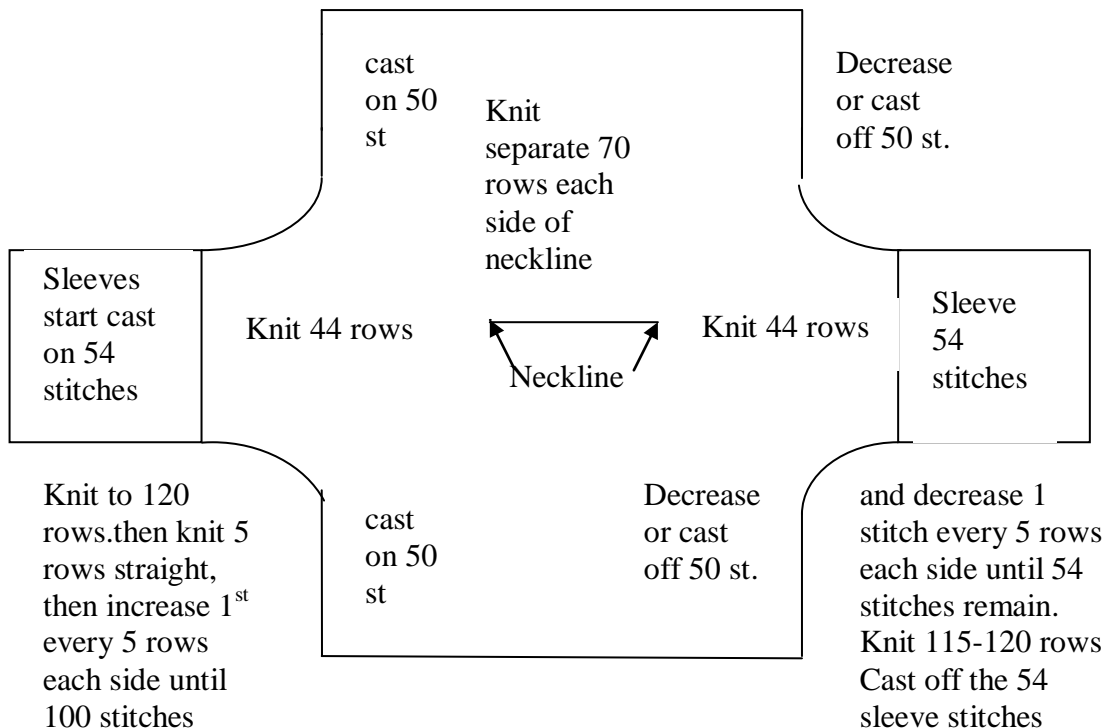 cast
on 50
st
Knit
separate 70
rows each
side of
neckline
Decrease
or cast
off 50 st.
Sleeves
start cast
on 54
stitches
Knit 44 rows
Neckline
Knit 44 rows
Sleeve
54
stitches
Knit to 120
rows.then knit 5
rows straight,
then increase 1st
every 5 rows
each side until
100 stitches
cast
on 50
st
Decrease
or cast
off 50 st.
and decrease 1
stitch every 5 rows
each side until 54
stitches remain.
Knit 115-120 rows
Cast off the 54
sleeve stitches